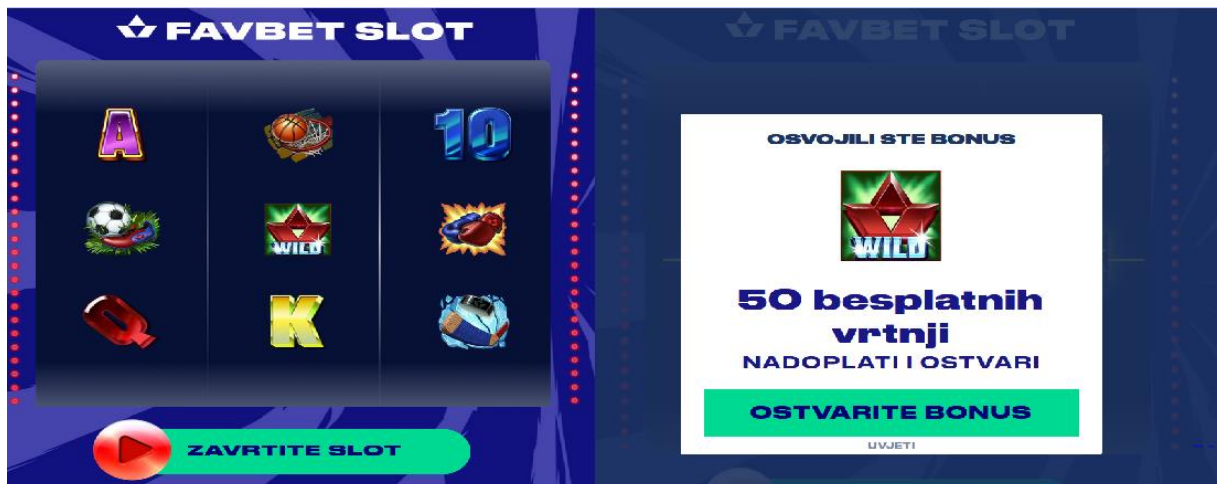 FAVBET SLOT
A
10
WILD
Q
K
ZAVRTITE SLOT
FAVBET SLOT
OSVOJILI STE BONUS
WILD
50 besplatnih
vrtnji
NADOPLATI I OSTVARI
OSTVARITE BONUS
UVJETI